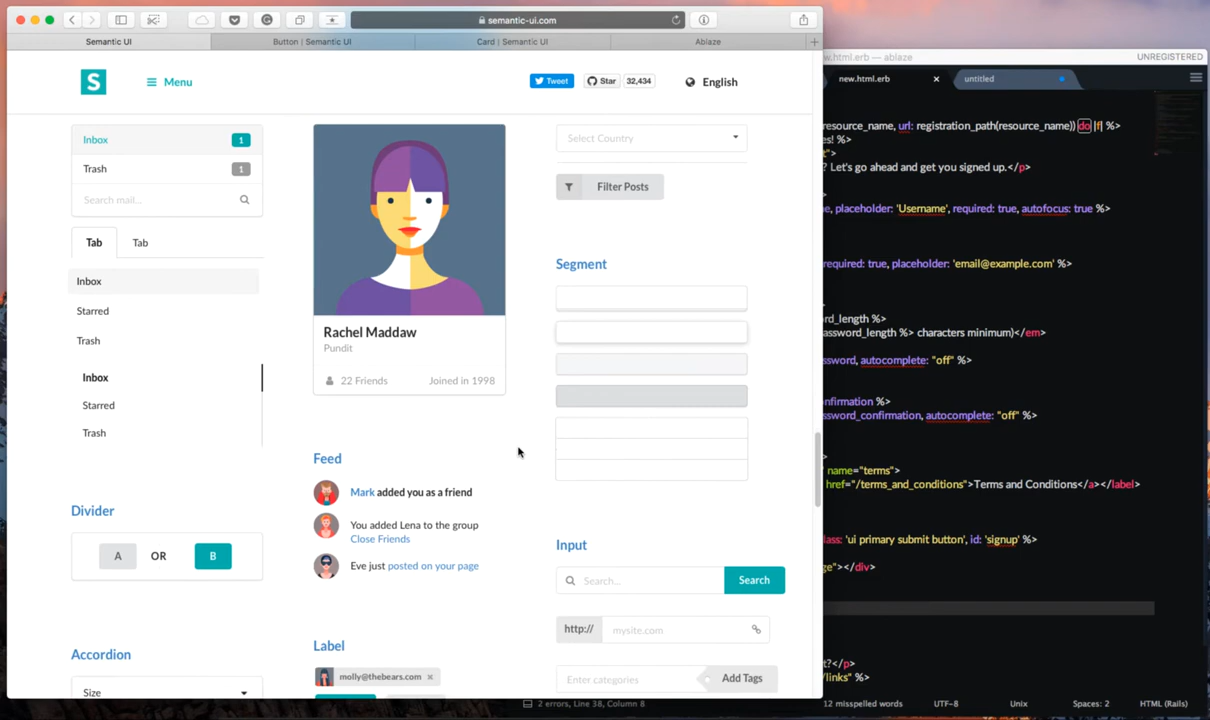 semantic-ui.com
Semantic UI
Button | Semantic UI
Card | Semantic UI
Ablaze
S
Menu
Tweet
Star
32,434
English
Inbox
1
Trash
1
Search mail...
Tab
Tab
Inbox
Starred
Trash
Inbox
Starred
Trash
Divider
A
OR
B
Accordion
Size
Rachel Maddaw
Pundit
22 Friends
Joined in 1998
Feed
Mark added you as a friend
You added Lena to the group
Close Friends
Eve just posted on your page
Label
molly@thebears.com
Select Country
Filter Posts
Segment
Input
Search...
Search
http://
mysite.com
Enter categories
Add Tags
w.html.erb — ablaze
UNREGISTERED
new.html.erb
untitled
resource_name, url: registration_path(resource_name)) do |f| %>
es! %>
t">
? Let's go ahead and get you signed up.</p>
e, placeholder: 'Username', required: true, autofocus: true %>
required: true, placeholder: 'email@example.com' %>
rd_length %>
assword_length %> characters minimum)</em>
ssword, autocomplete: "off" %>
nfirmation %>
ssword_confirmation, autocomplete: "off" %>
>
name="terms">
href="/terms_and_conditions">Terms and Conditions</a></label>
lass: 'ui primary submit button', id: 'signup' %>
ge"></div>
t?</p>
/links" %>
2 errors, Line 38, Column 8
12 misspelled words
UTF-8
Unix
Spaces: 2
HTML (Rails)